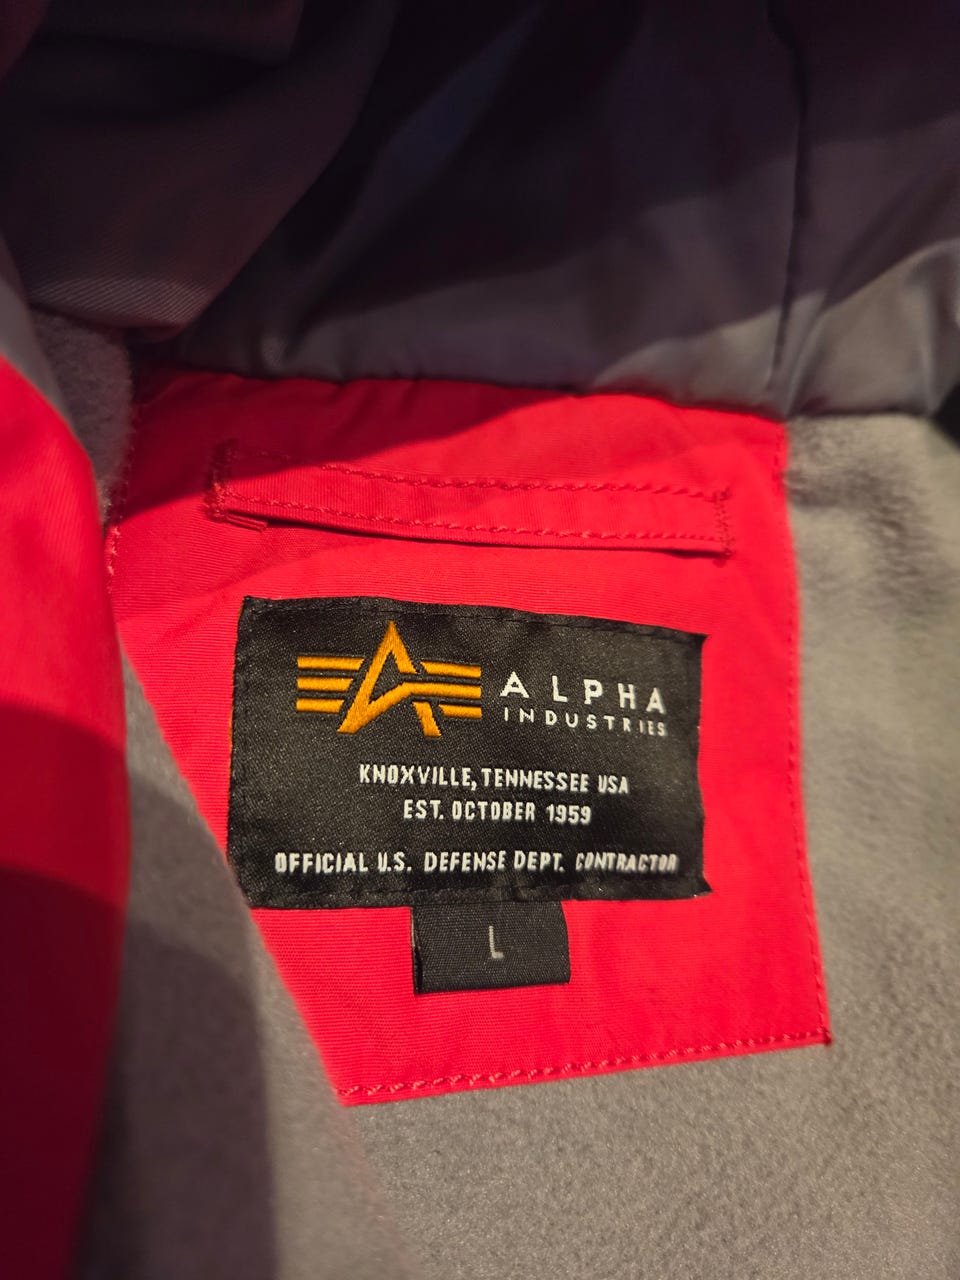 ALPHA
INDUSTRIES
KNOXVILLE, TENNESSEE USA
EST. OCTOBER 1959
OFFICIAL U.S. DEFENSE DEPT. CONTRACTOR
L